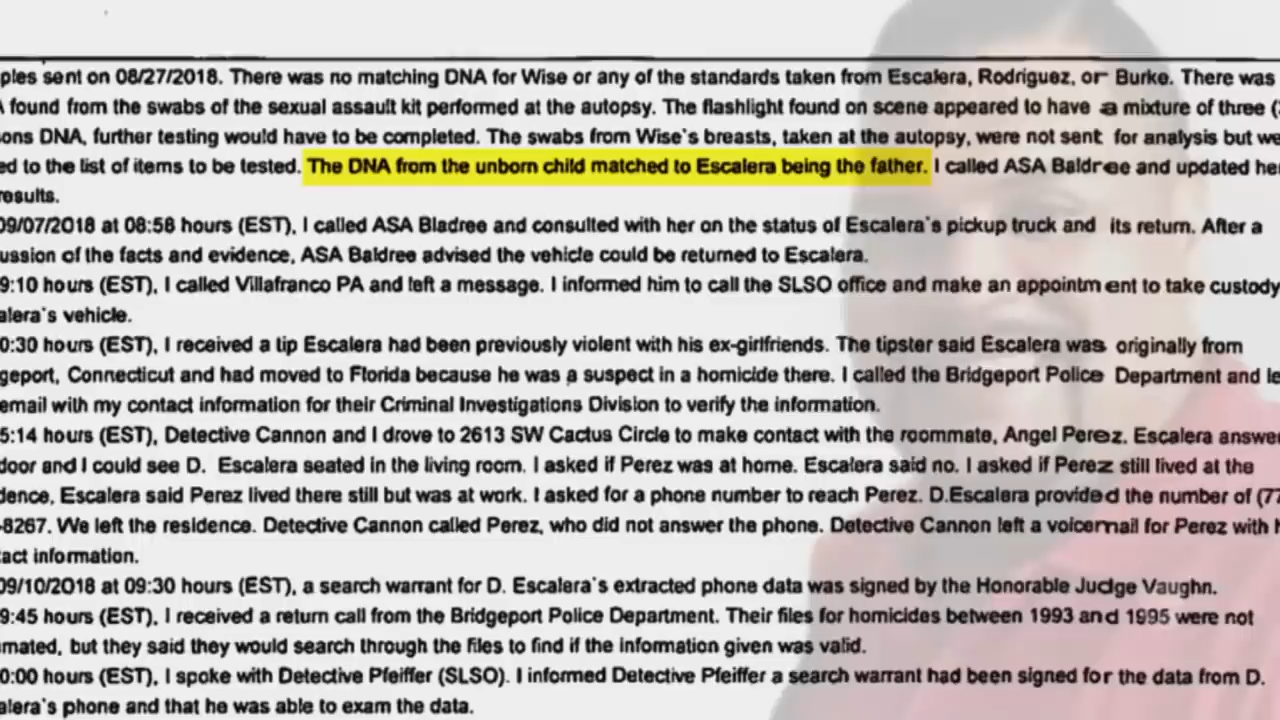 ples sent on 08/27/2018. There was no matching DNA for Wise or any of the standards taken from Escalera, Rodriguez, or Burke. There was
A found from the swabs of the sexual assault kit performed at the autopsy. The flashlight found on scene appeared to have a mixture of three (
sons DNA, further testing would have to be completed. The swabs from Wise's breasts, taken at the autopsy, were not sent for analysis but we
ed to the list of items to be tested. The DNA from the unborn child matched to Escalera being the father. I called ASA Baldree and updated he
results.
09/07/2018 at 08:58 hours (EST), I called ASA Bladree and consulted with her on the status of Escalera's pickup truck and its return. After a
ussion of the facts and evidence, ASA Baldree advised the vehicle could be returned to Escalera.
9:10 hours (EST), I called Villafranco PA and left a message. I informed him to call the SLSO office and make an appointment to take custody
alera's vehicle.
0:30 hours (EST), I received a tip Escalera had been previously violent with his ex-girlfriends. The tipster said Escalera was originally from
geport, Connecticut and had moved to Florida because he was a suspect in a homicide there. I called the Bridgeport Police Department and le
email with my contact information for their Criminal Investigations Division to verify the information.
5:14 hours (EST), Detective Cannon and I drove to 2613 SW Cactus Circle to make contact with the roommate, Angel Perez. Escalera answe
door and I could see D. Escalera seated in the living room. I asked if Perez was at home. Escalera said no. I asked if Perez still lived at the
dence, Escalera said Perez lived there still but was at work. I asked for a phone number to reach Perez. D.Escalera provided the number of (77
-8267. We left the residence. Detective Cannon called Perez, who did not answer the phone. Detective Cannon left a voicemail for Perez with h
tact information.
09/10/2018 at 09:30 hours (EST), a search warrant for D. Escalera's extracted phone data was signed by the Honorable Judge Vaughn.
9:45 hours (EST), I received a return call from the Bridgeport Police Department. Their files for homicides between 1993 and 1995 were not
mated, but they said they would search through the files to find if the information given was valid.
0:00 hours (EST), I spoke with Detective Pfeiffer (SLSO). I informed Detective Pfeiffer a search warrant had been signed for the data from D.
alera's phone and that he was able to exam the data.